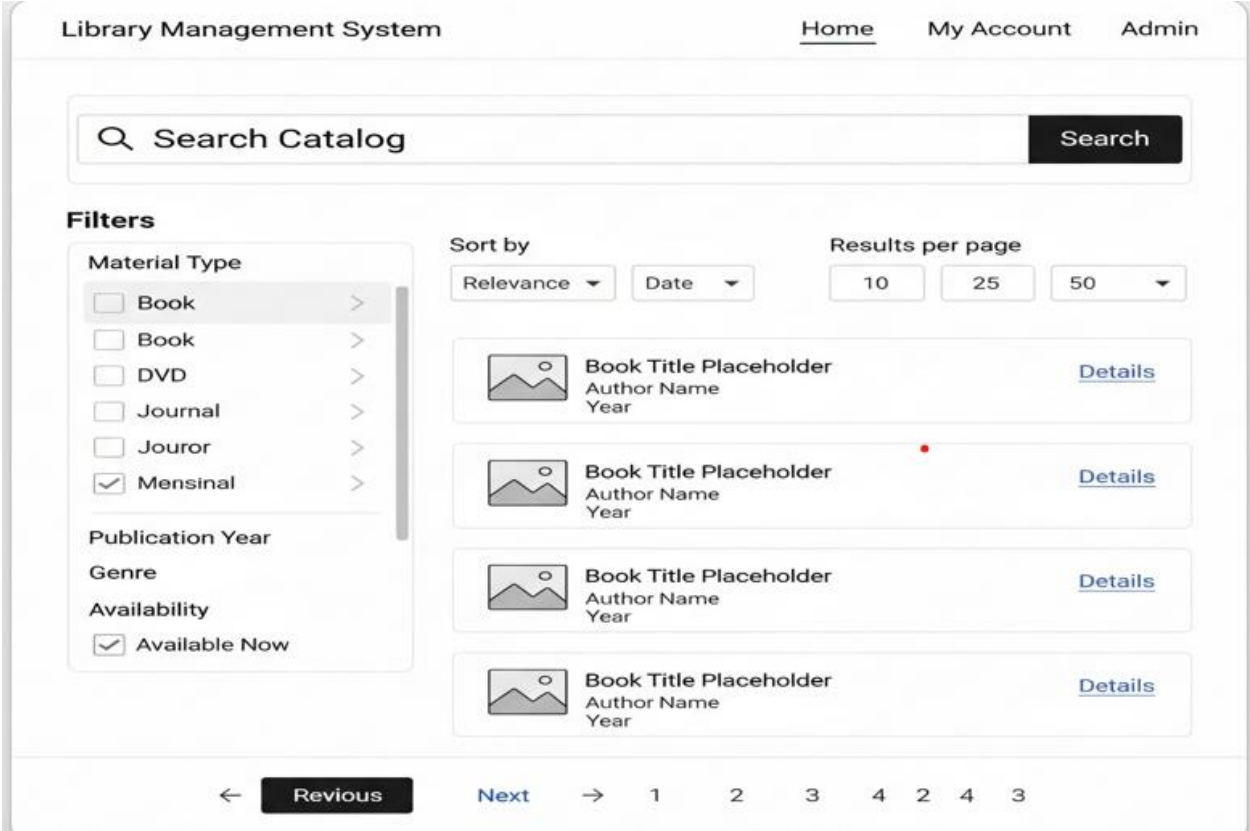 Library Management System Home My Account Admin
Search Catalog Search
Filters
Material Type
Book
Book
DVD
Journal
Jouror
Mensinal
Publication Year
Genre
Availability
Available Now
Sort by
Relevance Date
Results per page
10 25 50
Book Title Placeholder
Author Name
Year
Details
Book Title Placeholder
Author Name
Year
Details
Book Title Placeholder
Author Name
Year
Details
Book Title Placeholder
Author Name
Year
Details
← Revious Next → 1 2 3 4 2 4 3